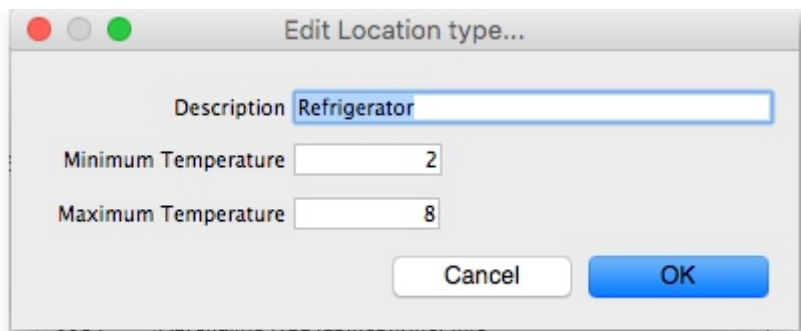 Edit Location type...
Description Refrigerator
Minimum Temperature 2
Maximum Temperature 8
Cancel OK